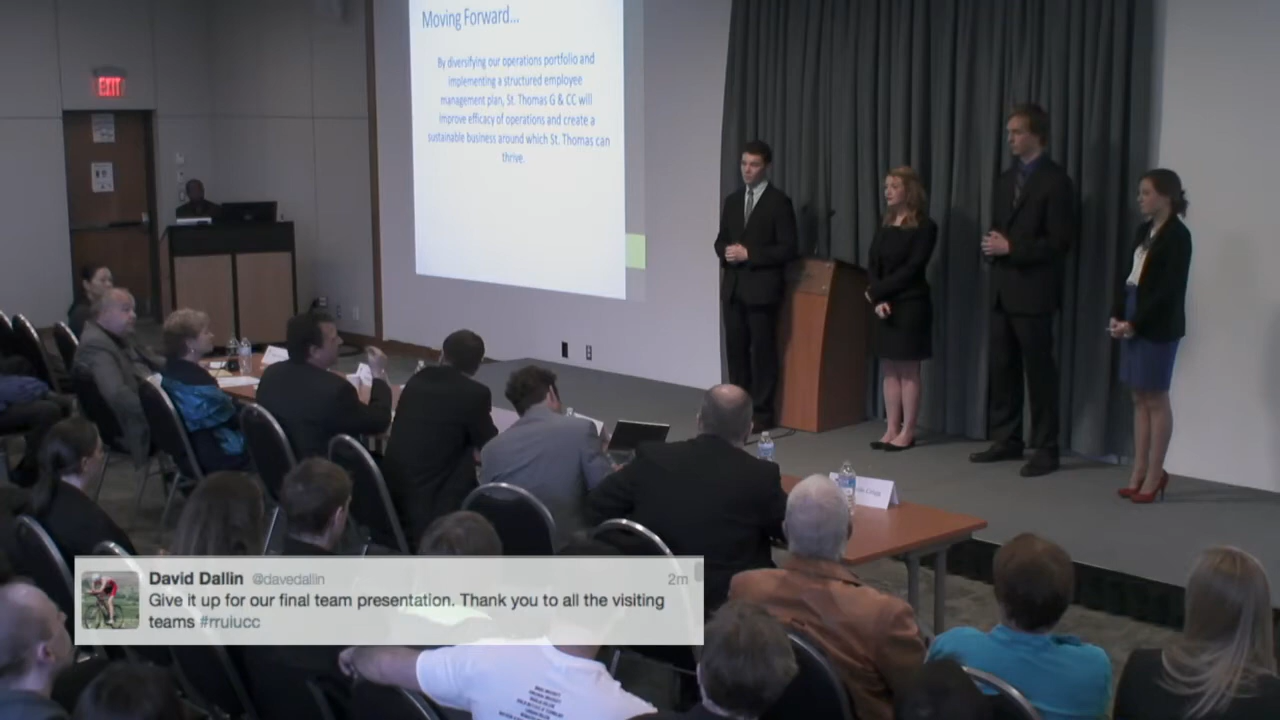 Moving Forward...
By diversifying our operations portfolio and
implementing a structured employee
management plan, St. Thomas G & CC will
improve efficacy of operations and create a
sustainable business around which St. Thomas can
thrive.
EXIT
David Dallin @davedallin 2m
Give it up for our final team presentation. Thank you to all the visiting
teams #rruiucc